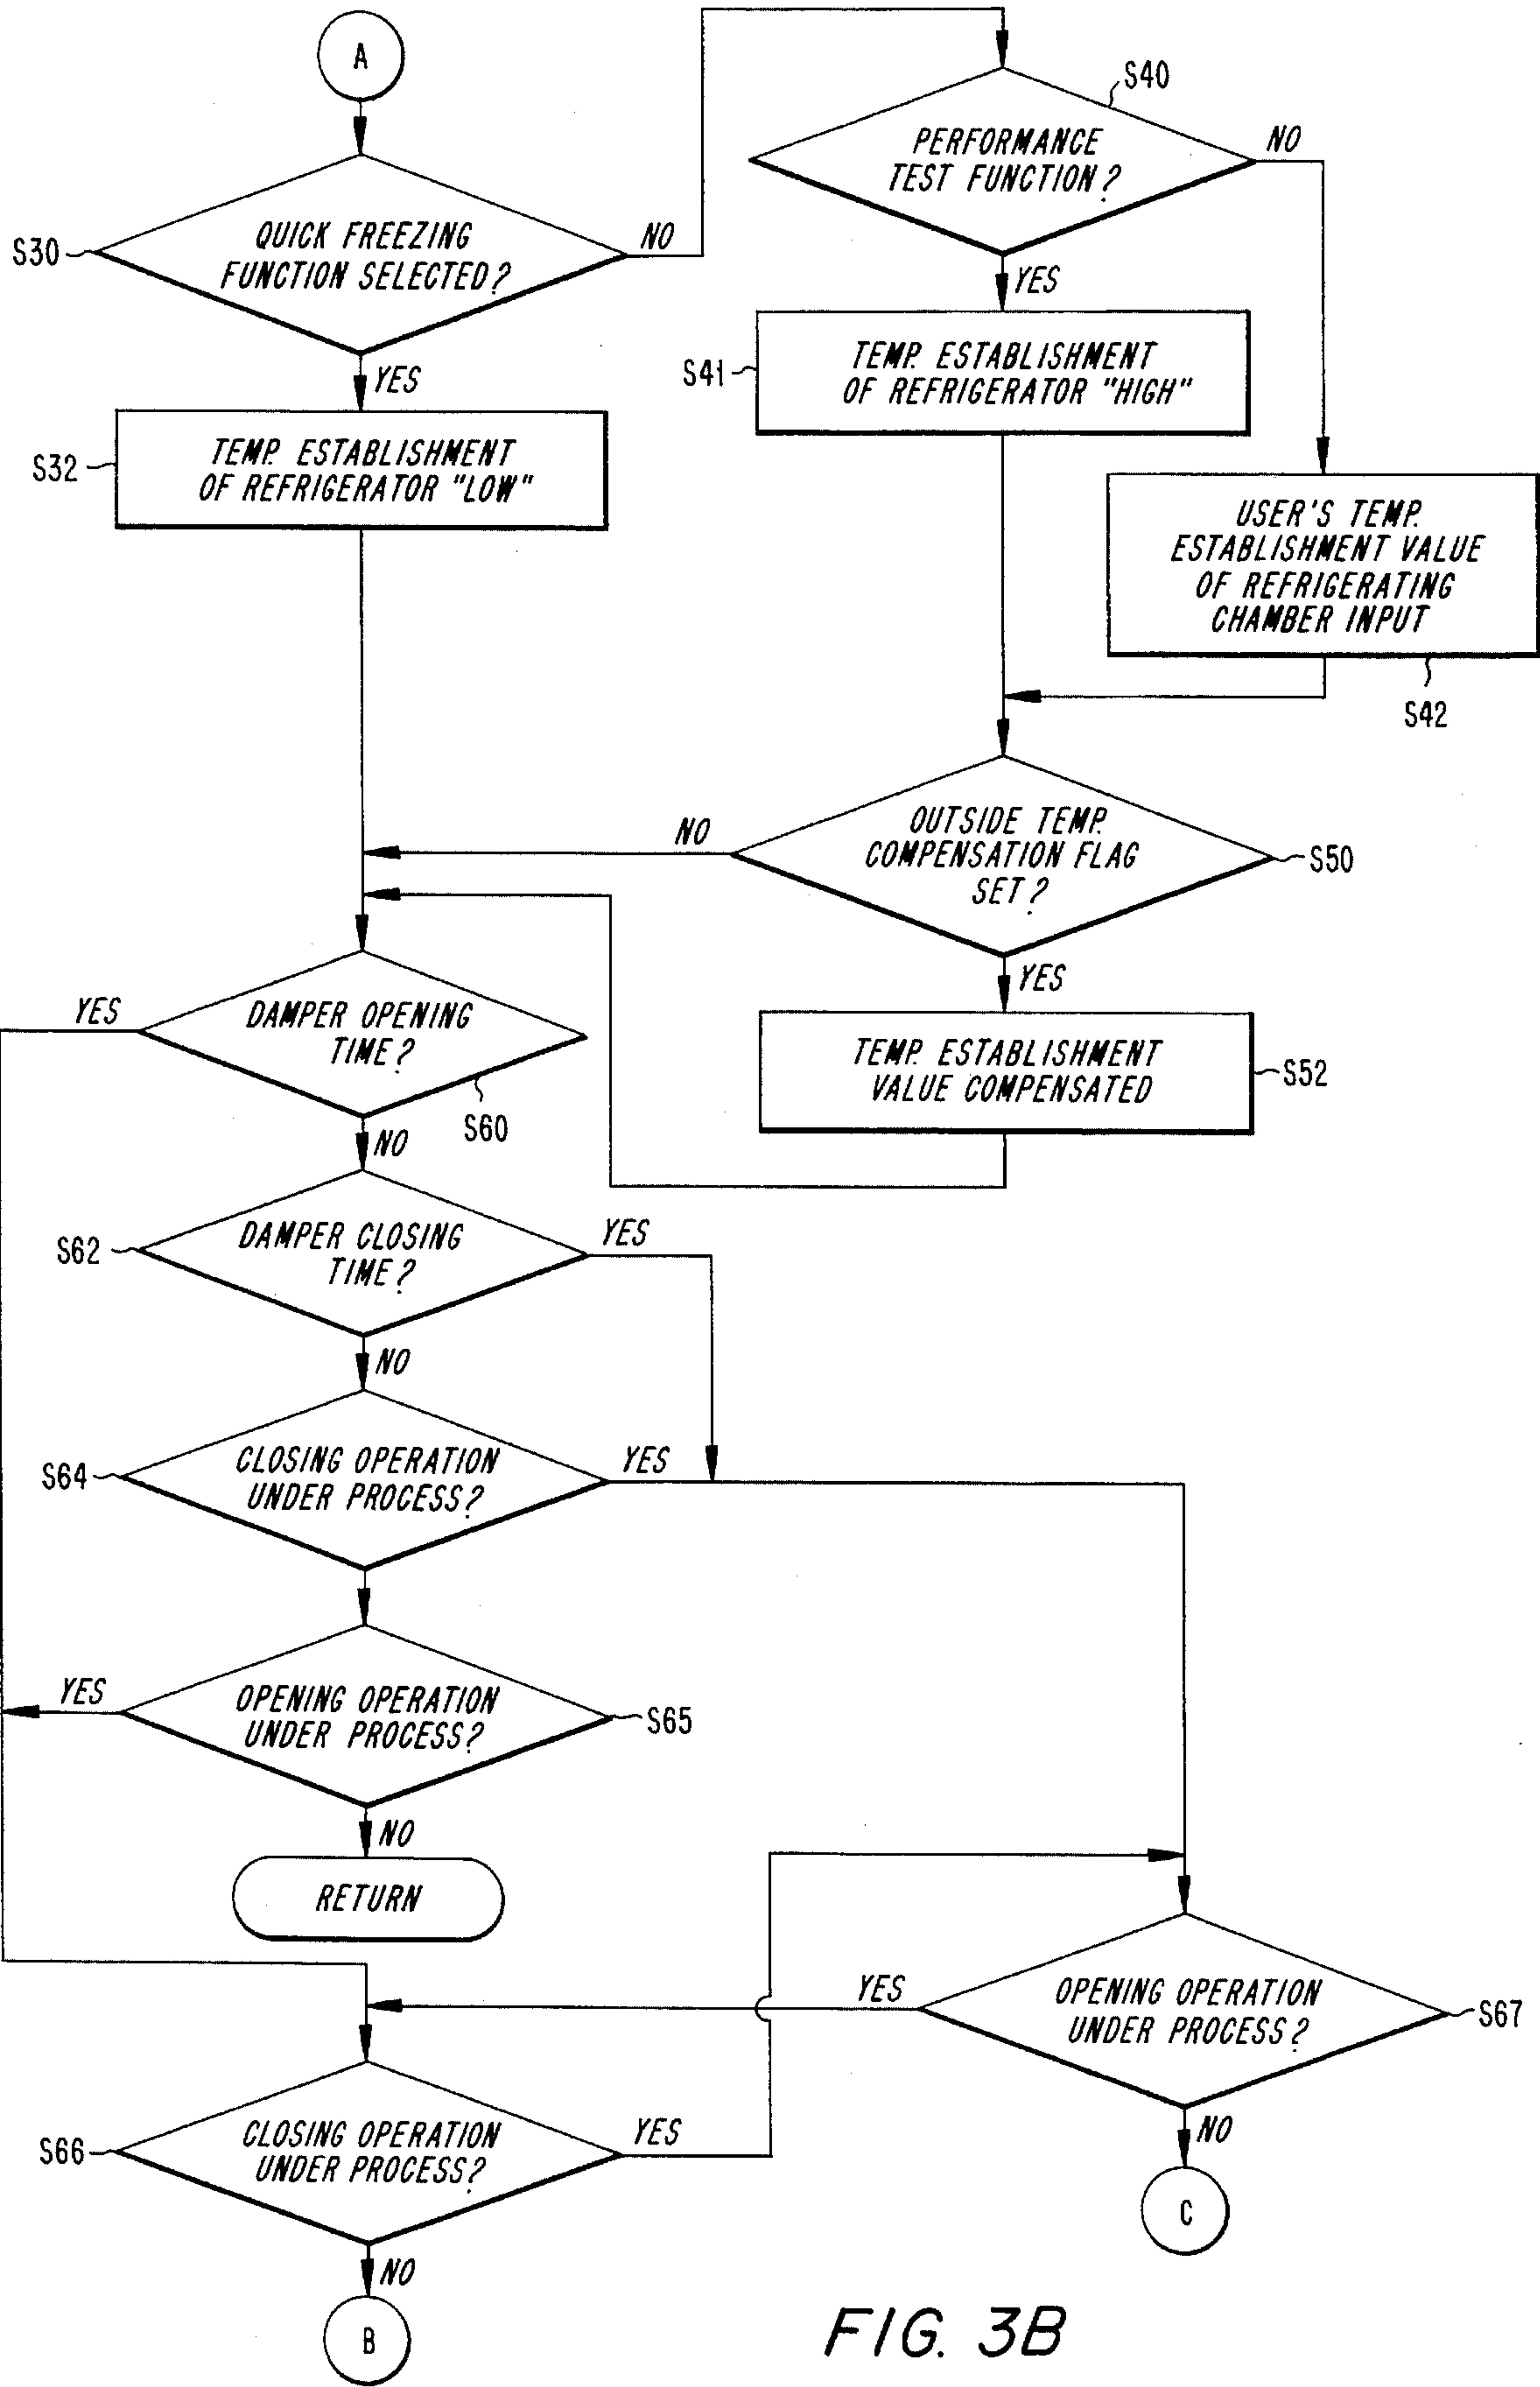 A
S30
QUICK FREEZING
FUNCTION SELECTED?
NO
YES
S32
TEMP. ESTABLISHMENT
OF REFRIGERATOR "LOW"
S40
PERFORMANCE
TEST FUNCTION?
NO
YES
S41
TEMP. ESTABLISHMENT
OF REFRIGERATOR "HIGH"
USER'S TEMP.
ESTABLISHMENT VALUE
OF REFRIGERATING
CHAMBER INPUT
S42
OUTSIDE TEMP.
COMPENSATION FLAG
SET?
S50
NO
YES
TEMP. ESTABLISHMENT
VALUE COMPENSATED
S52
YES
DAMPER OPENING
TIME?
S60
NO
S62
DAMPER CLOSING
TIME?
YES
NO
S64
CLOSING OPERATION
UNDER PROCESS?
YES
YES
OPENING OPERATION
UNDER PROCESS?
S65
NO
RETURN
YES
OPENING OPERATION
UNDER PROCESS?
S67
NO
C
S66
CLOSING OPERATION
UNDER PROCESS?
YES
NO
B
FIG. 3B